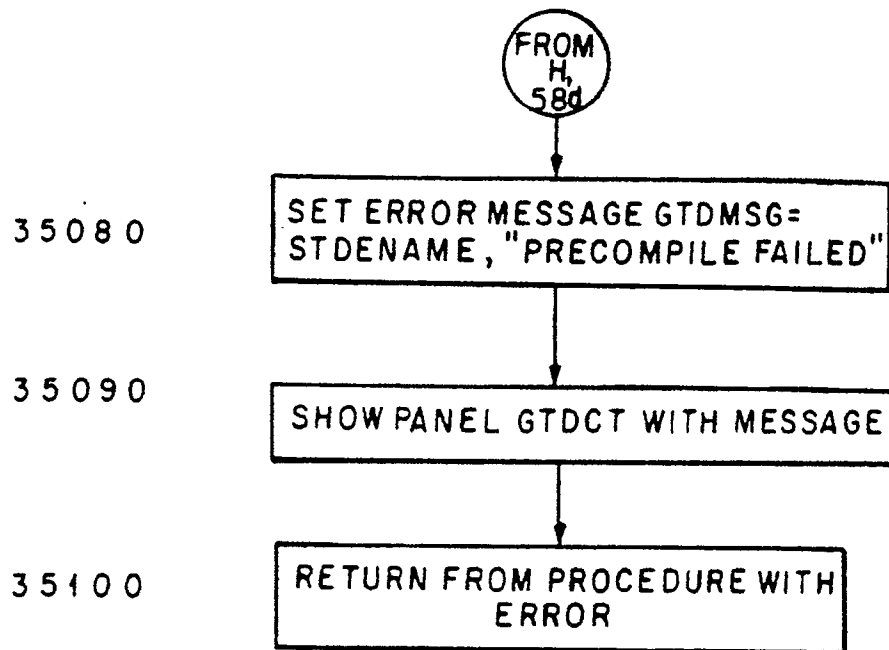 FROM
H,
58d
35080
SET ERROR MESSAGE GTDMSG=
STDENAME, "PRECOMPILE FAILED"
35090
SHOW PANEL GTDCT WITH MESSAGE
35100
RETURN FROM PROCEDURE WITH
ERROR